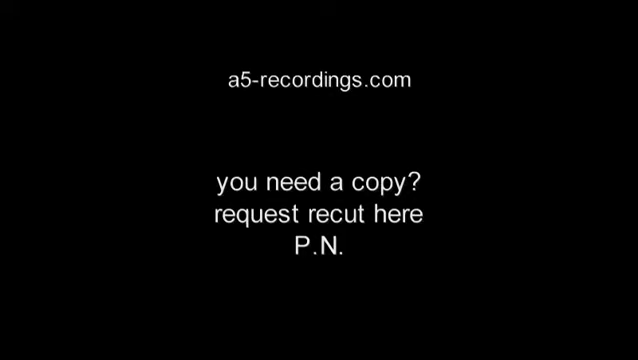 a5-recordings.com
you need a copy?
request recut here
P.N.